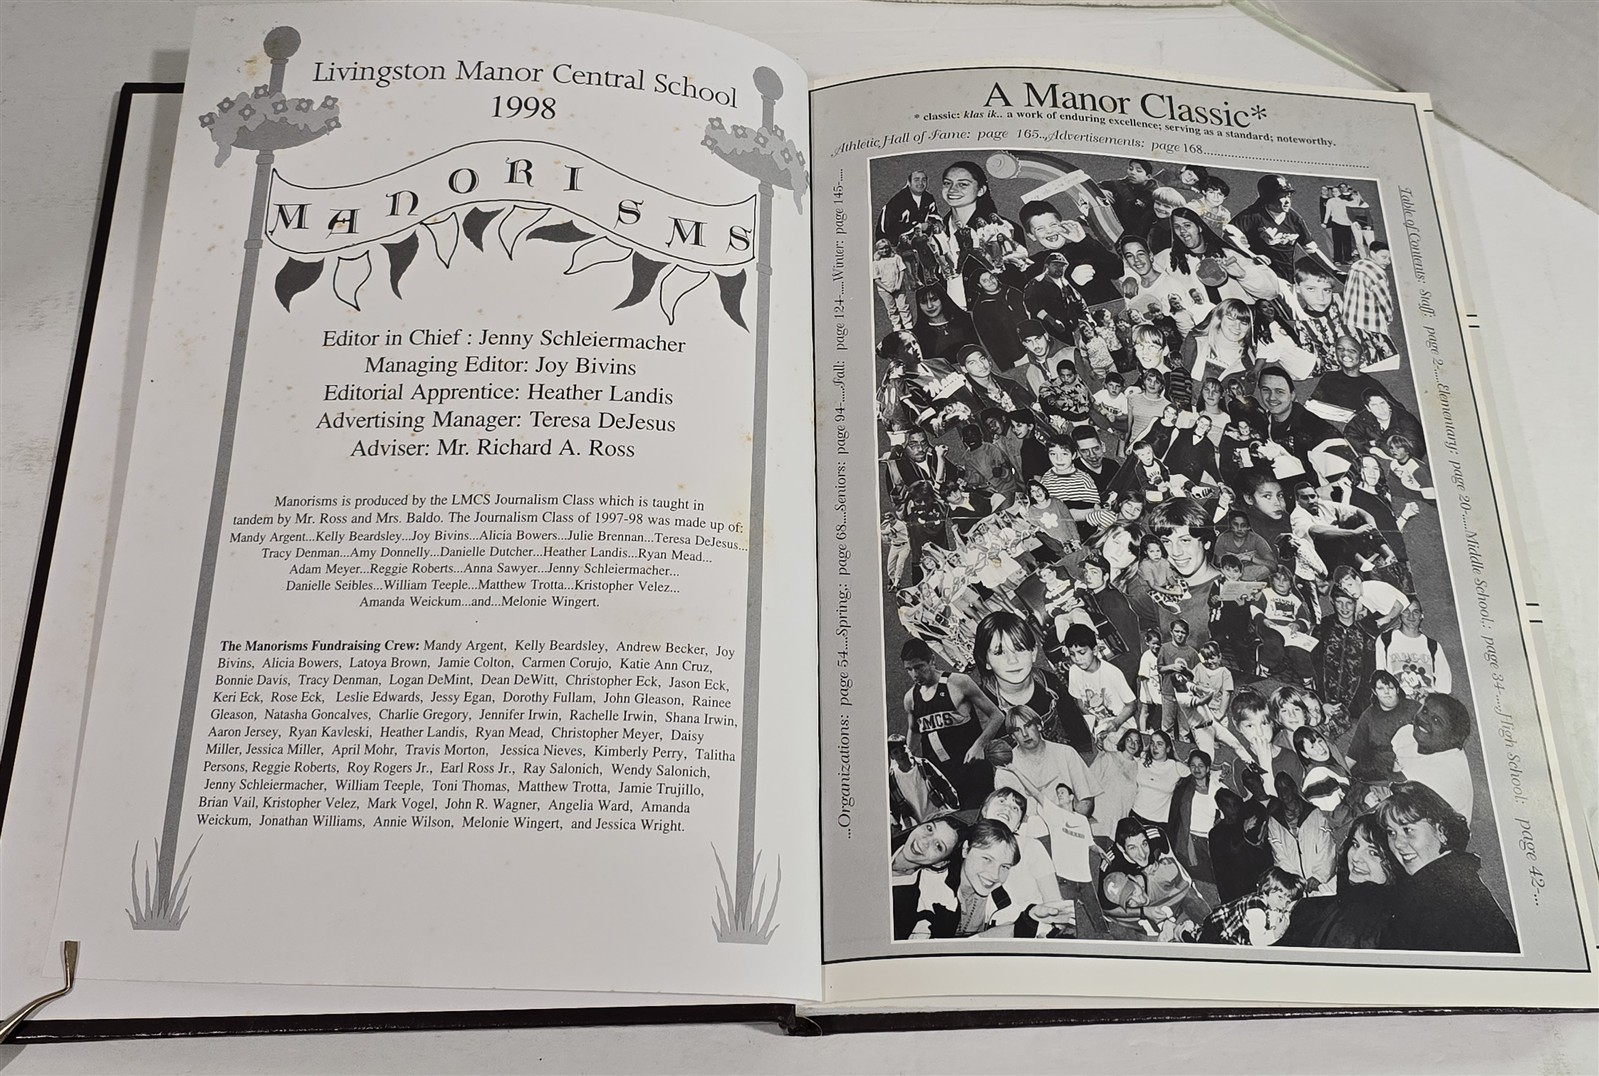 Livingston Manor Central School
1998
MANORISMS
Editor in Chief : Jenny Schleiermacher
Managing Editor: Joy Bivins
Editorial Apprentice: Heather Landis
Advertising Manager: Teresa DeJesus
Adviser: Mr. Richard A. Ross
Manorisms is produced by the LMCS Journalism Class which is taught in
tandem by Mr. Ross and Mrs. Baldo. The Journalism Class of 1997-98 was made up of:
Mandy Argent...Kelly Beardsley...Joy Bivins...Alicia Bowers...Julie Brennan...Teresa DeJesus...
Tracy Denman...Amy Donnelly...Danielle Dutcher...Heather Landis...Ryan Mead...
Adam Meyer...Reggie Roberts...Anna Sawyer...Jenny Schleiermacher...
Danielle Seibles...William Teeple...Matthew Trotta...Kristopher Velez...
Amanda Weickum...and...Melonie Wingert.
The Manorisms Fundraising Crew: Mandy Argent, Kelly Beardsley, Andrew Becker, Joy
Bivins, Alicia Bowers, Latoya Brown, Jamie Colton, Carmen Corujo, Katie Ann Cruz,
Bonnie Davis, Tracy Denman, Logan DeMint, Dean DeWitt, Christopher Eck, Jason Eck,
Keri Eck, Rose Eck, Leslie Edwards, Jessy Egan, Dorothy Fullam, John Gleason, Rainee
Gleason, Natasha Goncalves, Charlie Gregory, Jennifer Irwin, Rachelle Irwin, Shana Irwin,
Aaron Jersey, Ryan Kavleski, Heather Landis, Ryan Mead, Christopher Meyer, Daisy
Miller, Jessica Miller, April Mohr, Travis Morton, Jessica Nieves, Kimberly Perry, Talitha
Persons, Reggie Roberts, Roy Rogers Jr., Earl Ross Jr., Ray Salonich, Wendy Salonich,
Jenny Schleiermacher, William Teeple, Toni Thomas, Matthew Trotta, Jamie Trujillo,
Brian Vail, Kristopher Velez, Mark Vogel, John R. Wagner, Angelia Ward, Amanda
Weickum, Jonathan Williams, Annie Wilson, Melonie Wingert, and Jessica Wright.
A Manor Classic*
* classic: klas ik.. a work of enduring excellence; serving as a standard; noteworthy.
Athletic Hall of Fame: page 165...Advertisements: page 168...
Table of Contents: Staff: page 2-....Elementary: page 20-....Middle School: page 34-...High School: page 42-...
...Organizations: page 54....Spring: page 68....Seniors: page 94-....Fall: page 124-....Winter: page 145-....
LMCS